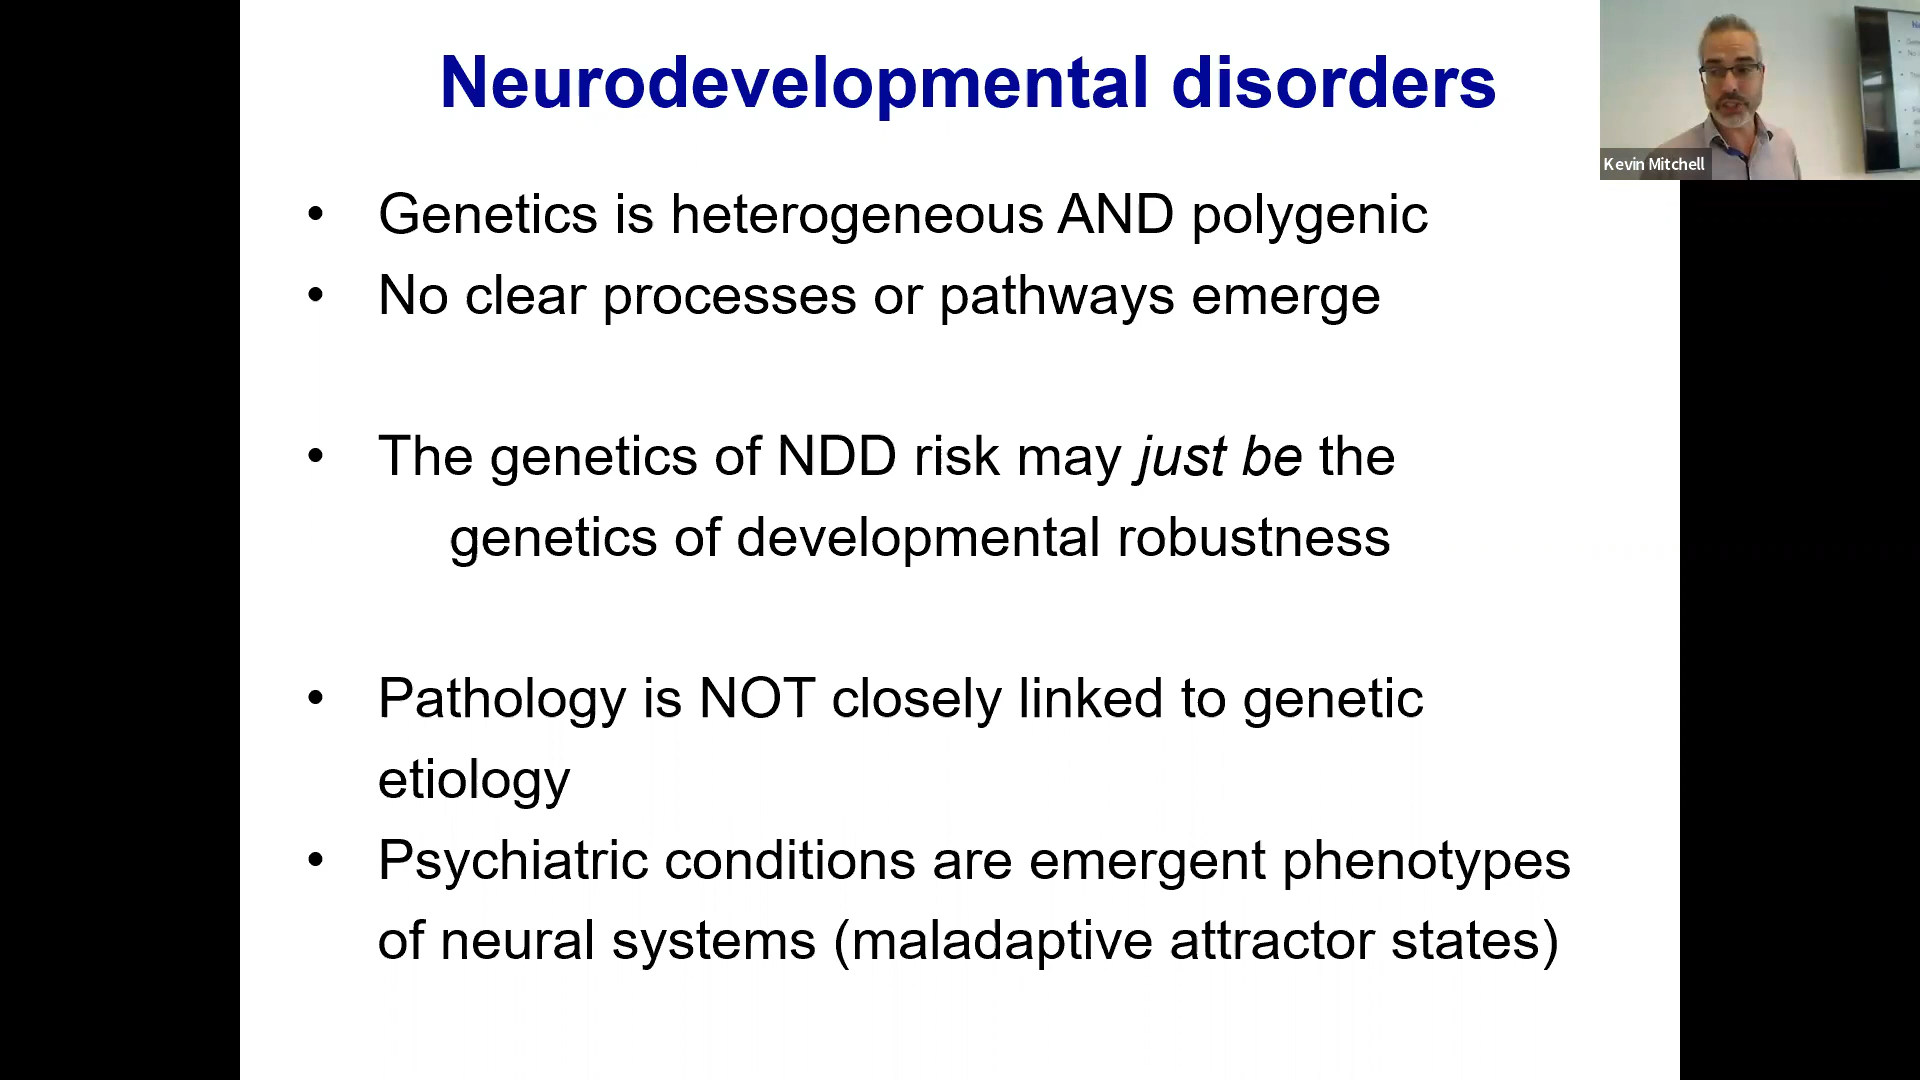 Neurodevelopmental disorders
Kevin Mitchell
• Genetics is heterogeneous AND polygenic
• No clear processes or pathways emerge
• The genetics of NDD risk may just be the
genetics of developmental robustness
• Pathology is NOT closely linked to genetic
etiology
• Psychiatric conditions are emergent phenotypes
of neural systems (maladaptive attractor states)